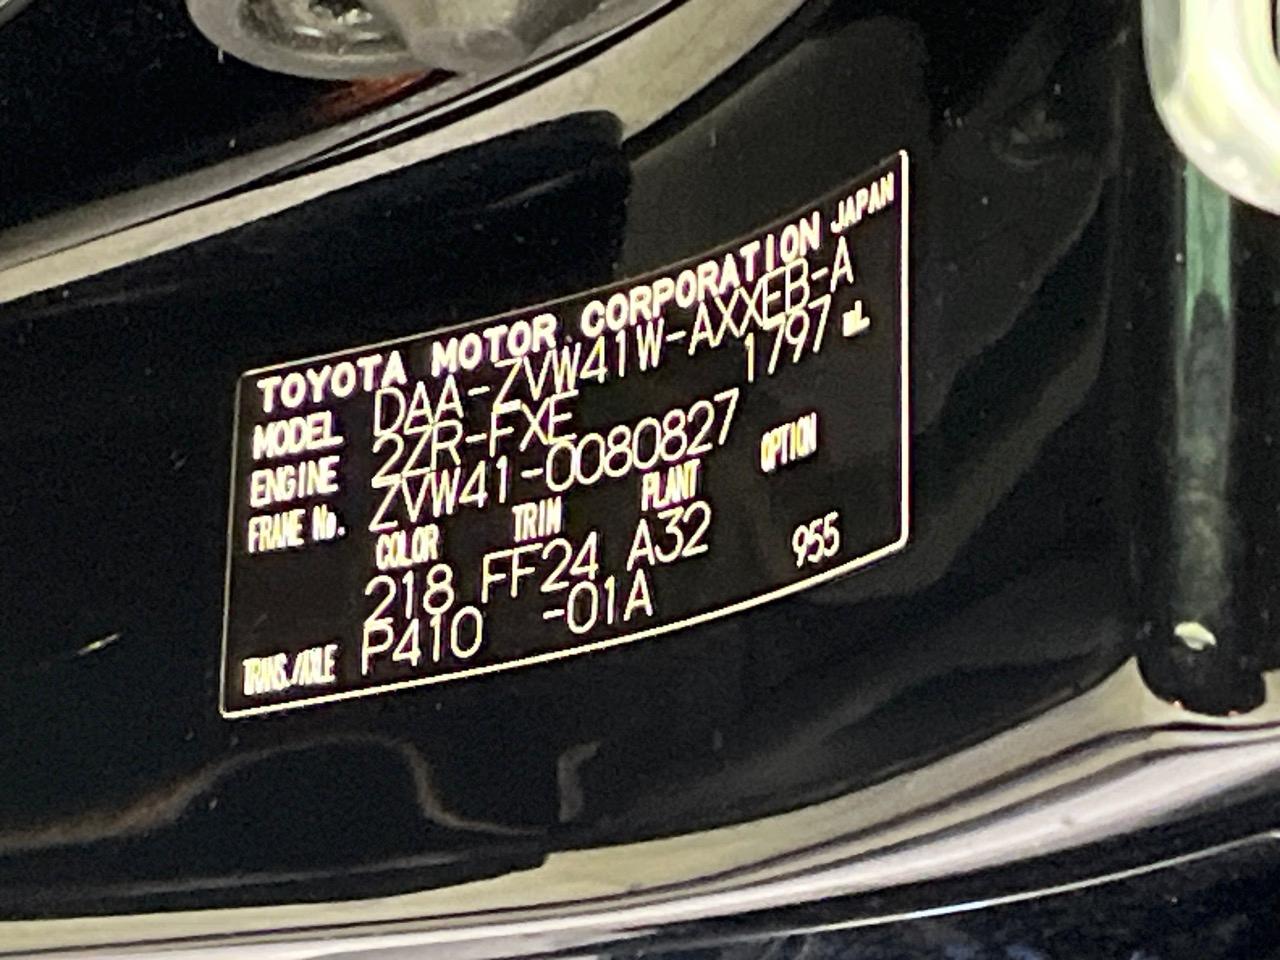 TOYOTA MOTOR CORPORATION JAPAN
MODEL DAA-ZVW41W-AXXEB-A
ENGINE 2ZR-FXE 1797 mL
FRAME No. ZVW41-0080827
COLOR TRIM PLANT OPTION
218 FF24 A32 955
TRANS./AXLE P410 -01A